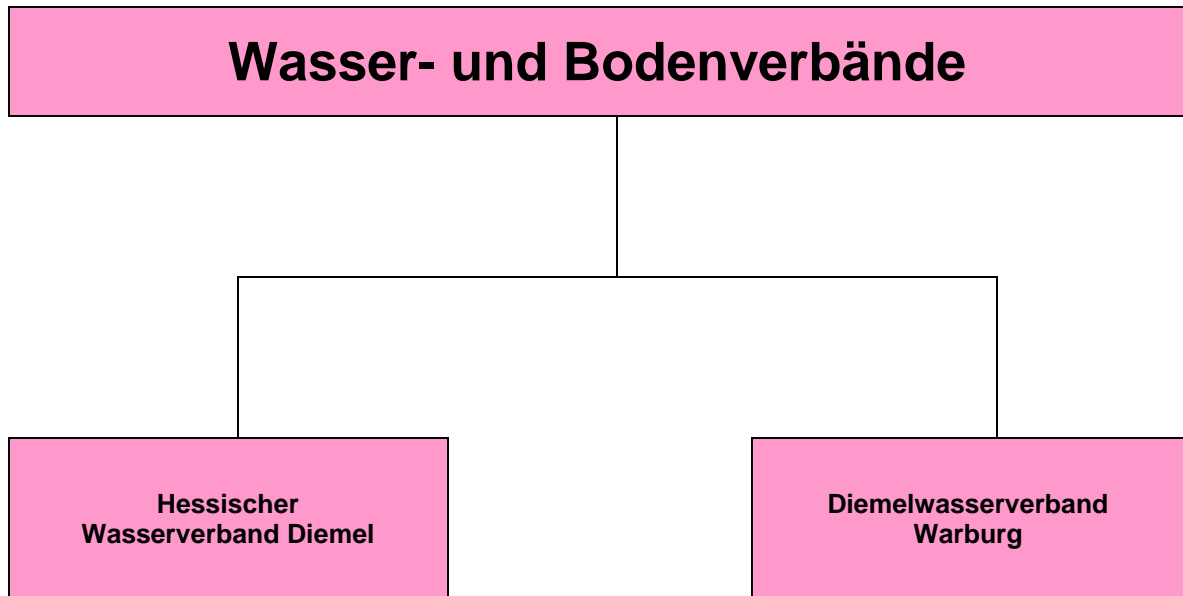 Wasser- und Bodenverbände
Hessischer
Wasserverband Diemel
Diemelwasserverband
Warburg